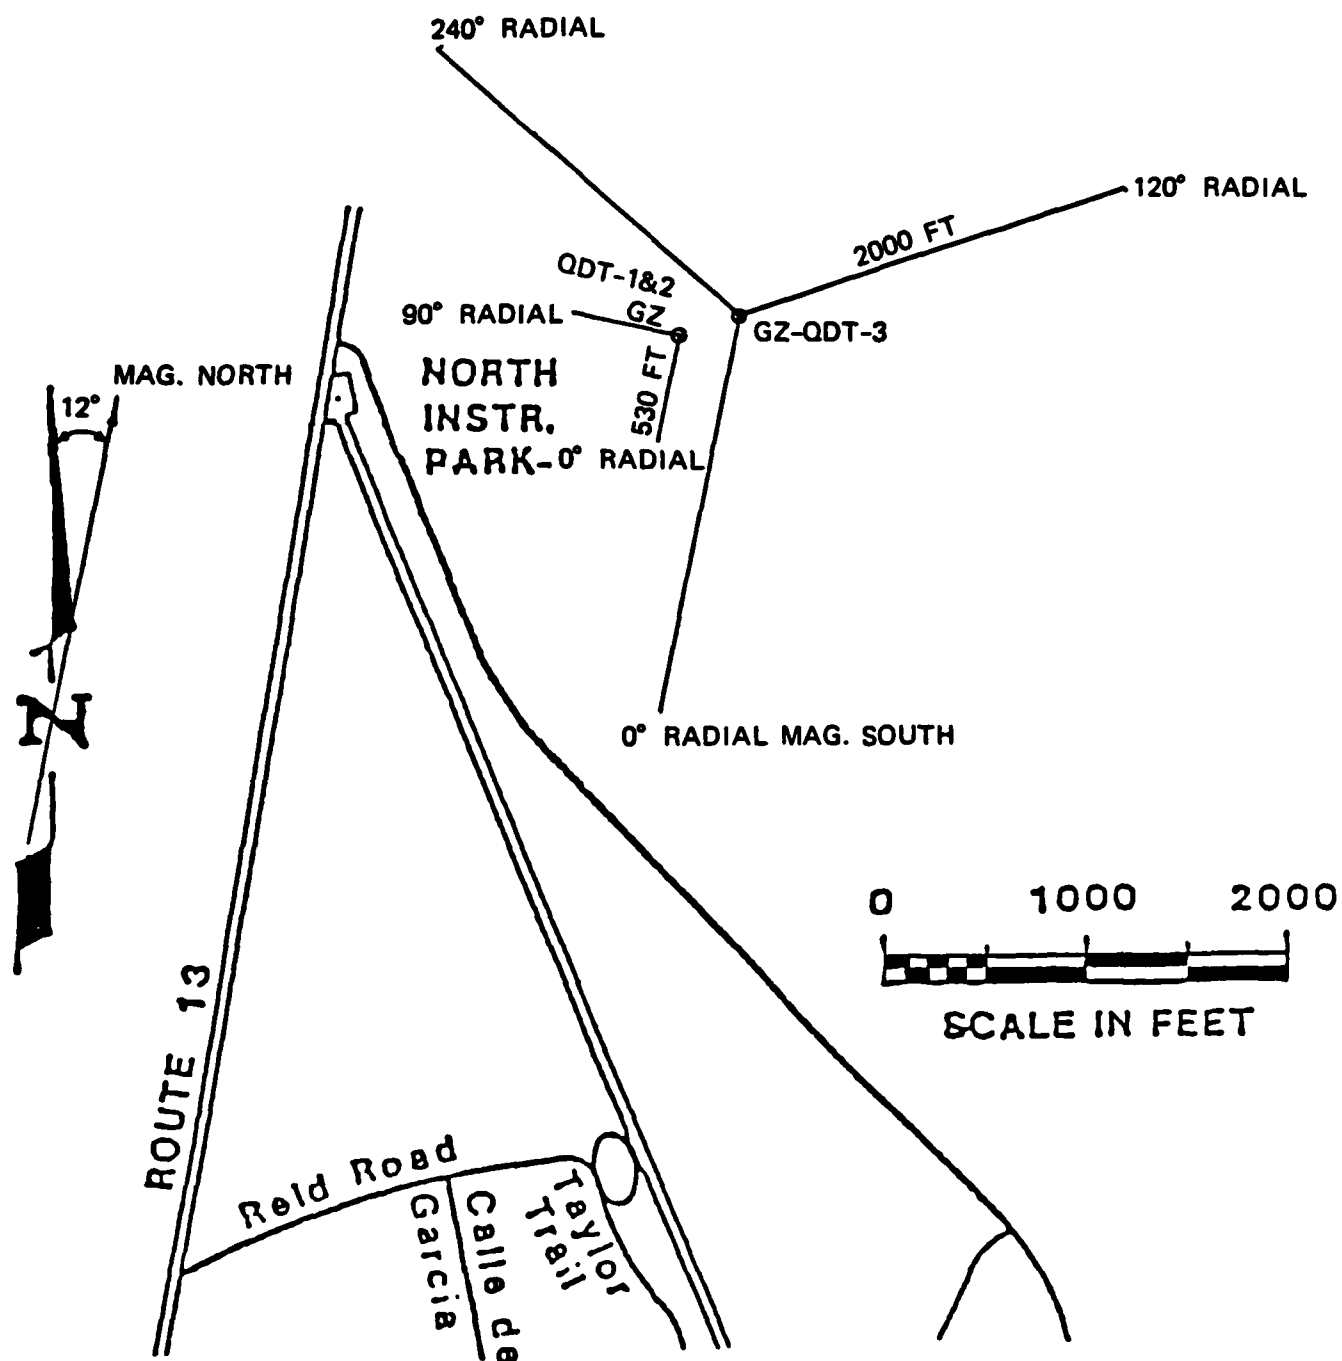 240° RADIAL
120° RADIAL
2000 FT
QDT-1&2
GZ
90° RADIAL
GZ-QDT-3
530 FT
NORTH
INSTR.
PARK-
0° RADIAL
MAG. NORTH
12°
N
0° RADIAL MAG. SOUTH
0 1000 2000
SCALE IN FEET
ROUTE 13
Reld Road
Garcia
Calle de
Taylor
Trail